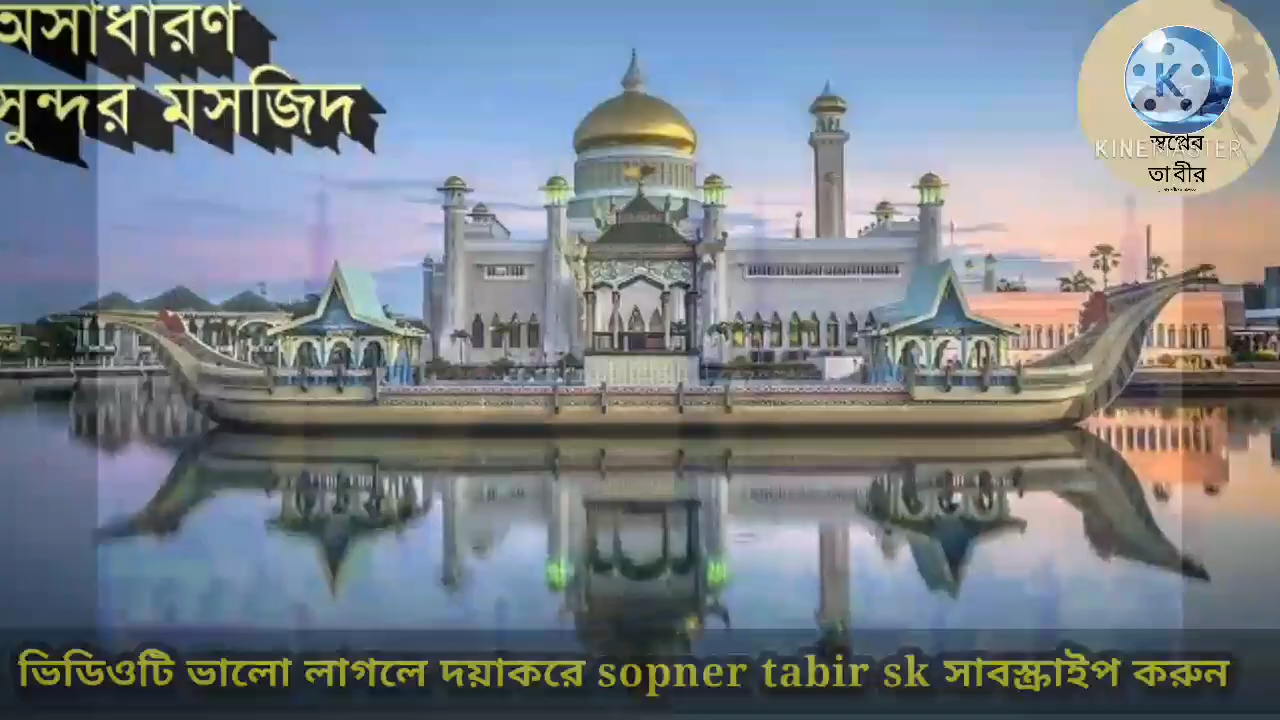 অসাধারণ
সুন্দর মসজিদ
K
KINEMASTER
স্বপ্নের
তাবীর
ভিডিওটি ভালো লাগলে দয়াকরে sopner tabir sk সাবস্ক্রাইপ করুন